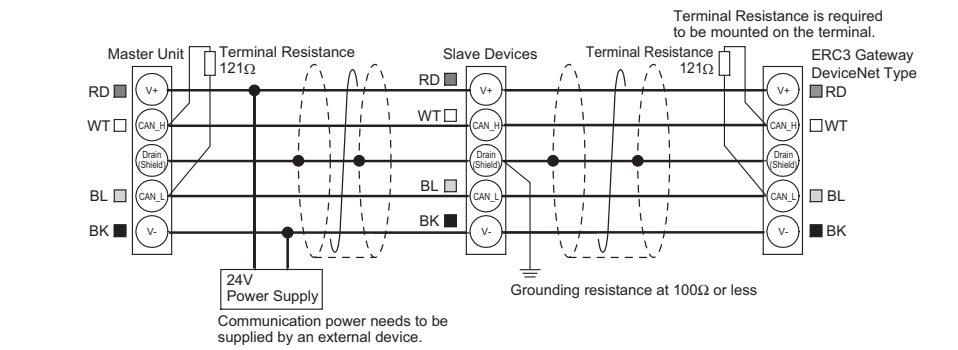 Terminal Resistance is required
to be mounted on the terminal.
Master Unit
Terminal Resistance
121Ω
Slave Devices
Terminal Resistance
121Ω
ERC3 Gateway
DeviceNet Type
RD
V+
RD
V+
V+
RD
WT
CAN_H
WT
CAN_H
CAN_H
WT
Drain
(Shield)
Drain
(Shield)
Drain
(Shield)
BL
CAN_L
BL
CAN_L
CAN_L
BL
BK
V-
BK
V-
V-
BK
24V
Power Supply
Grounding resistance at 100Ω or less
Communication power needs to be
supplied by an external device.